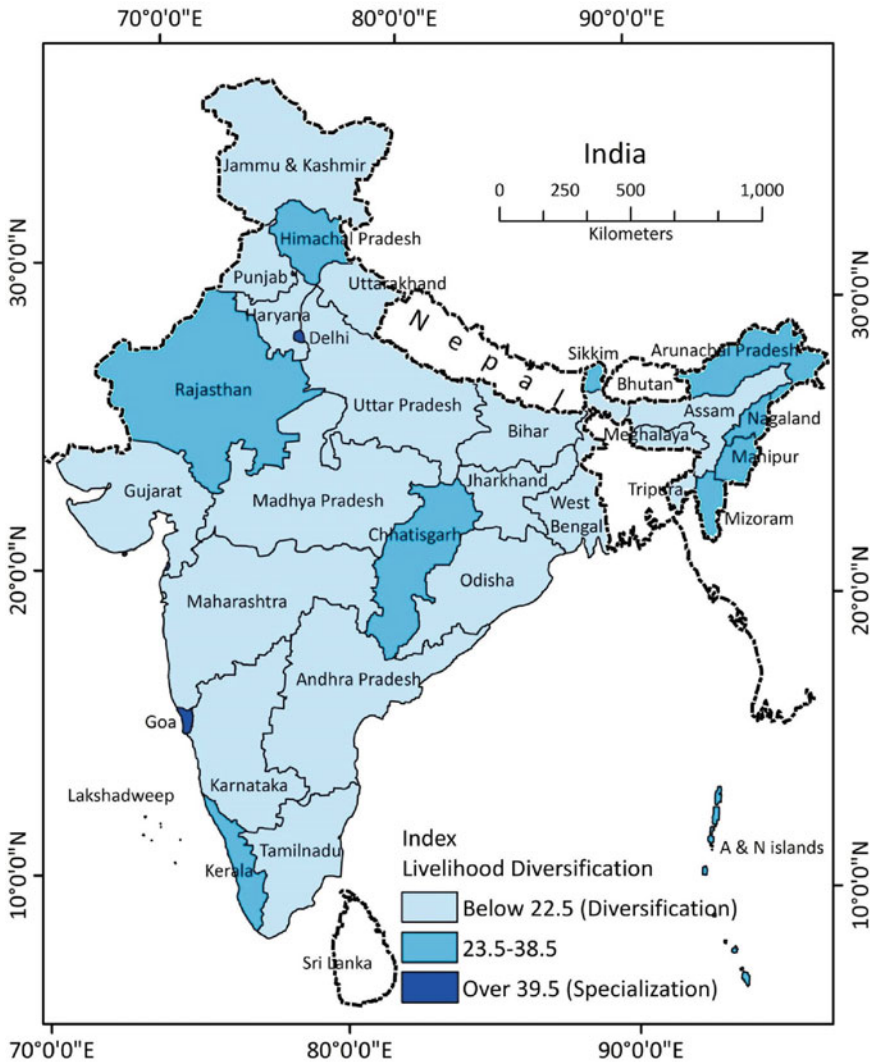 70°0'0"E 80°0'0"E 90°0'0"E
India
0 250 500 1,000
Kilometers
30°0'0"N
30°0'0"N
20°0'0"N
20°0'0"N
10°0'0"N
10°0'0"N
Jammu & Kashmir
Himachal Pradesh
Punjab
Uttarakhand
Haryana
Delhi
Nepal
Sikkim
Arunachal Pradesh
Bhutan
Rajasthan
Uttar Pradesh
Assam
Nagaland
Bihar
Meghalaya
Manipur
Gujarat
Madhya Pradesh
Jharkhand
West
Bengal
Tripura
Mizoram
Chhatisgarh
Odisha
Maharashtra
Andhra Pradesh
Goa
Karnataka
Lakshadweep
Tamilnadu
Kerala
A & N islands
Sri Lanka
Index
Livelihood Diversification
Below 22.5 (Diversification)
23.5-38.5
Over 39.5 (Specialization)
70°0'0"E 80°0'0"E 90°0'0"E